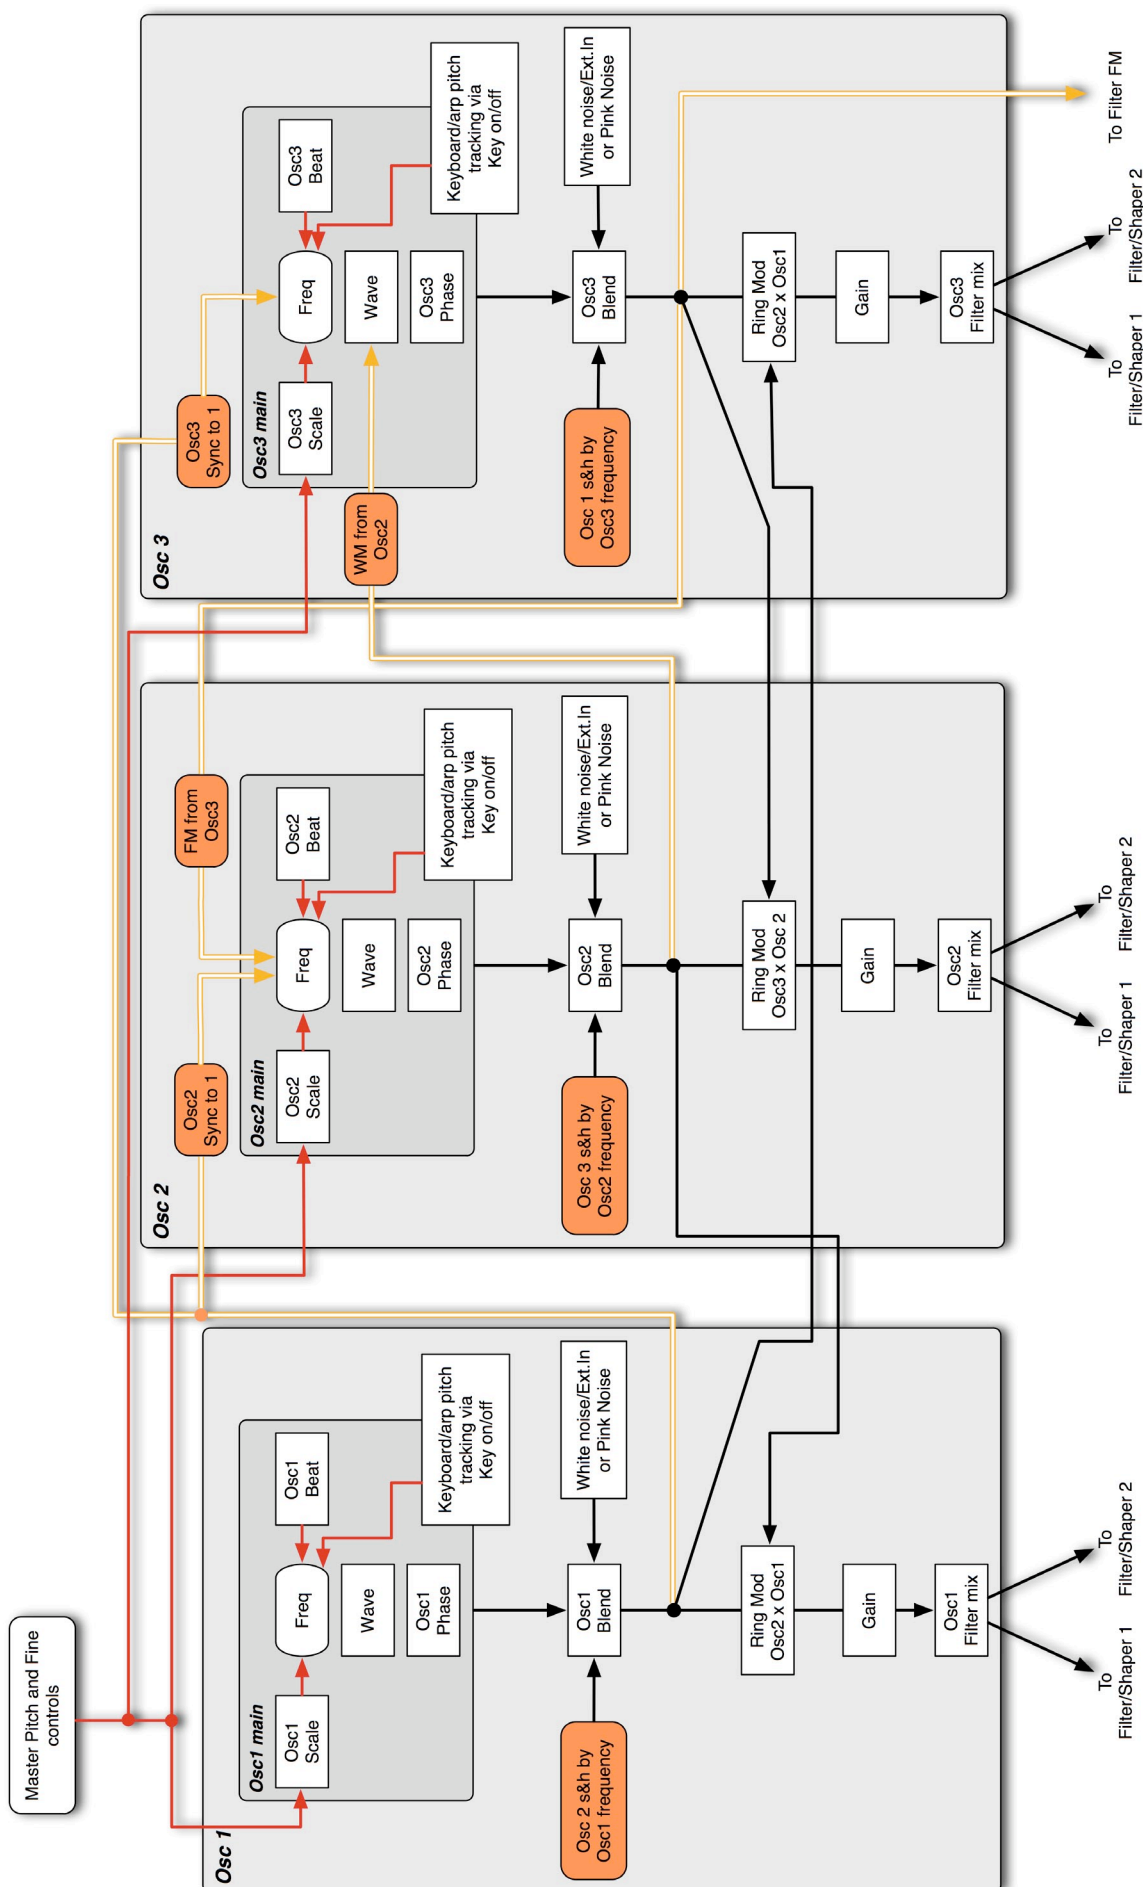 Master Pitch and Fine
controls
Osc 1
Osc1 main
Osc1
Scale
Freq
Osc1
Beat
Wave
Osc1
Phase
Keyboard/arp pitch
tracking via
Key on/off
Osc 2 s&h by
Osc1 frequency
Osc1
Blend
White noise/Ext.In
or Pink Noise
Ring Mod
Osc2 x Osc1
Gain
Osc1
Filter mix
To
Filter/Shaper 1
To
Filter/Shaper 2
Osc 2
Osc2
Sync to 1
FM from
Osc3
Osc2 main
Osc2
Scale
Freq
Osc2
Beat
Wave
Osc2
Phase
Keyboard/arp pitch
tracking via
Key on/off
Osc 3 s&h by
Osc2 frequency
Osc2
Blend
White noise/Ext.In
or Pink Noise
Ring Mod
Osc3 x Osc 2
Gain
Osc2
Filter mix
To
Filter/Shaper 1
To
Filter/Shaper 2
Osc 3
Osc3
Sync to 1
Osc3 main
Osc3
Scale
Freq
Osc3
Beat
WM from
Osc2
Wave
Osc3
Phase
Keyboard/arp pitch
tracking via
Key on/off
Osc 1 s&h by
Osc3 frequency
Osc3
Blend
White noise/Ext.In
or Pink Noise
Ring Mod
Osc2 x Osc1
Gain
Osc3
Filter mix
To
Filter/Shaper 1
To
Filter/Shaper 2
To Filter FM